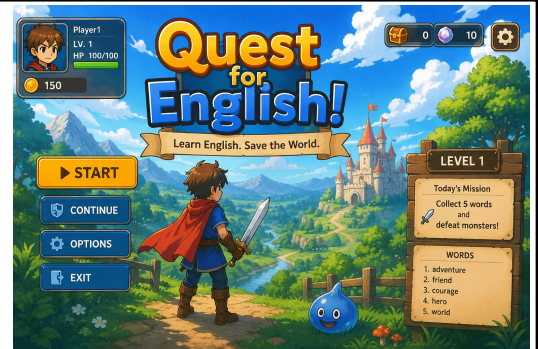 Player1
LV. 1
HP 100/100
150
0
10
Quest
for
English!
Learn English. Save the World.
START
CONTINUE
OPTIONS
EXIT
LEVEL 1
Today's Mission
Collect 5 words
and
defeat monsters!
WORDS
1. adventure
2. friend
3. courage
4. hero
5. world